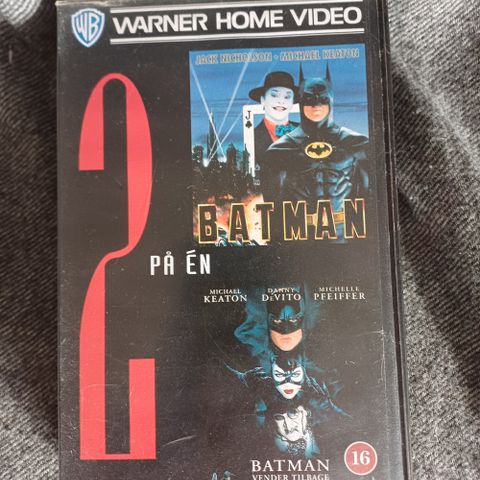 WB WARNER HOME VIDEO
JACK NICHOLSON · MICHAEL KEATON
J
BATMAN
2
PÅ ÉN
MICHAEL KEATON
DANNY DeVITO
MICHELLE PFEIFFER
BATMAN
VENDER TILBAGE
16